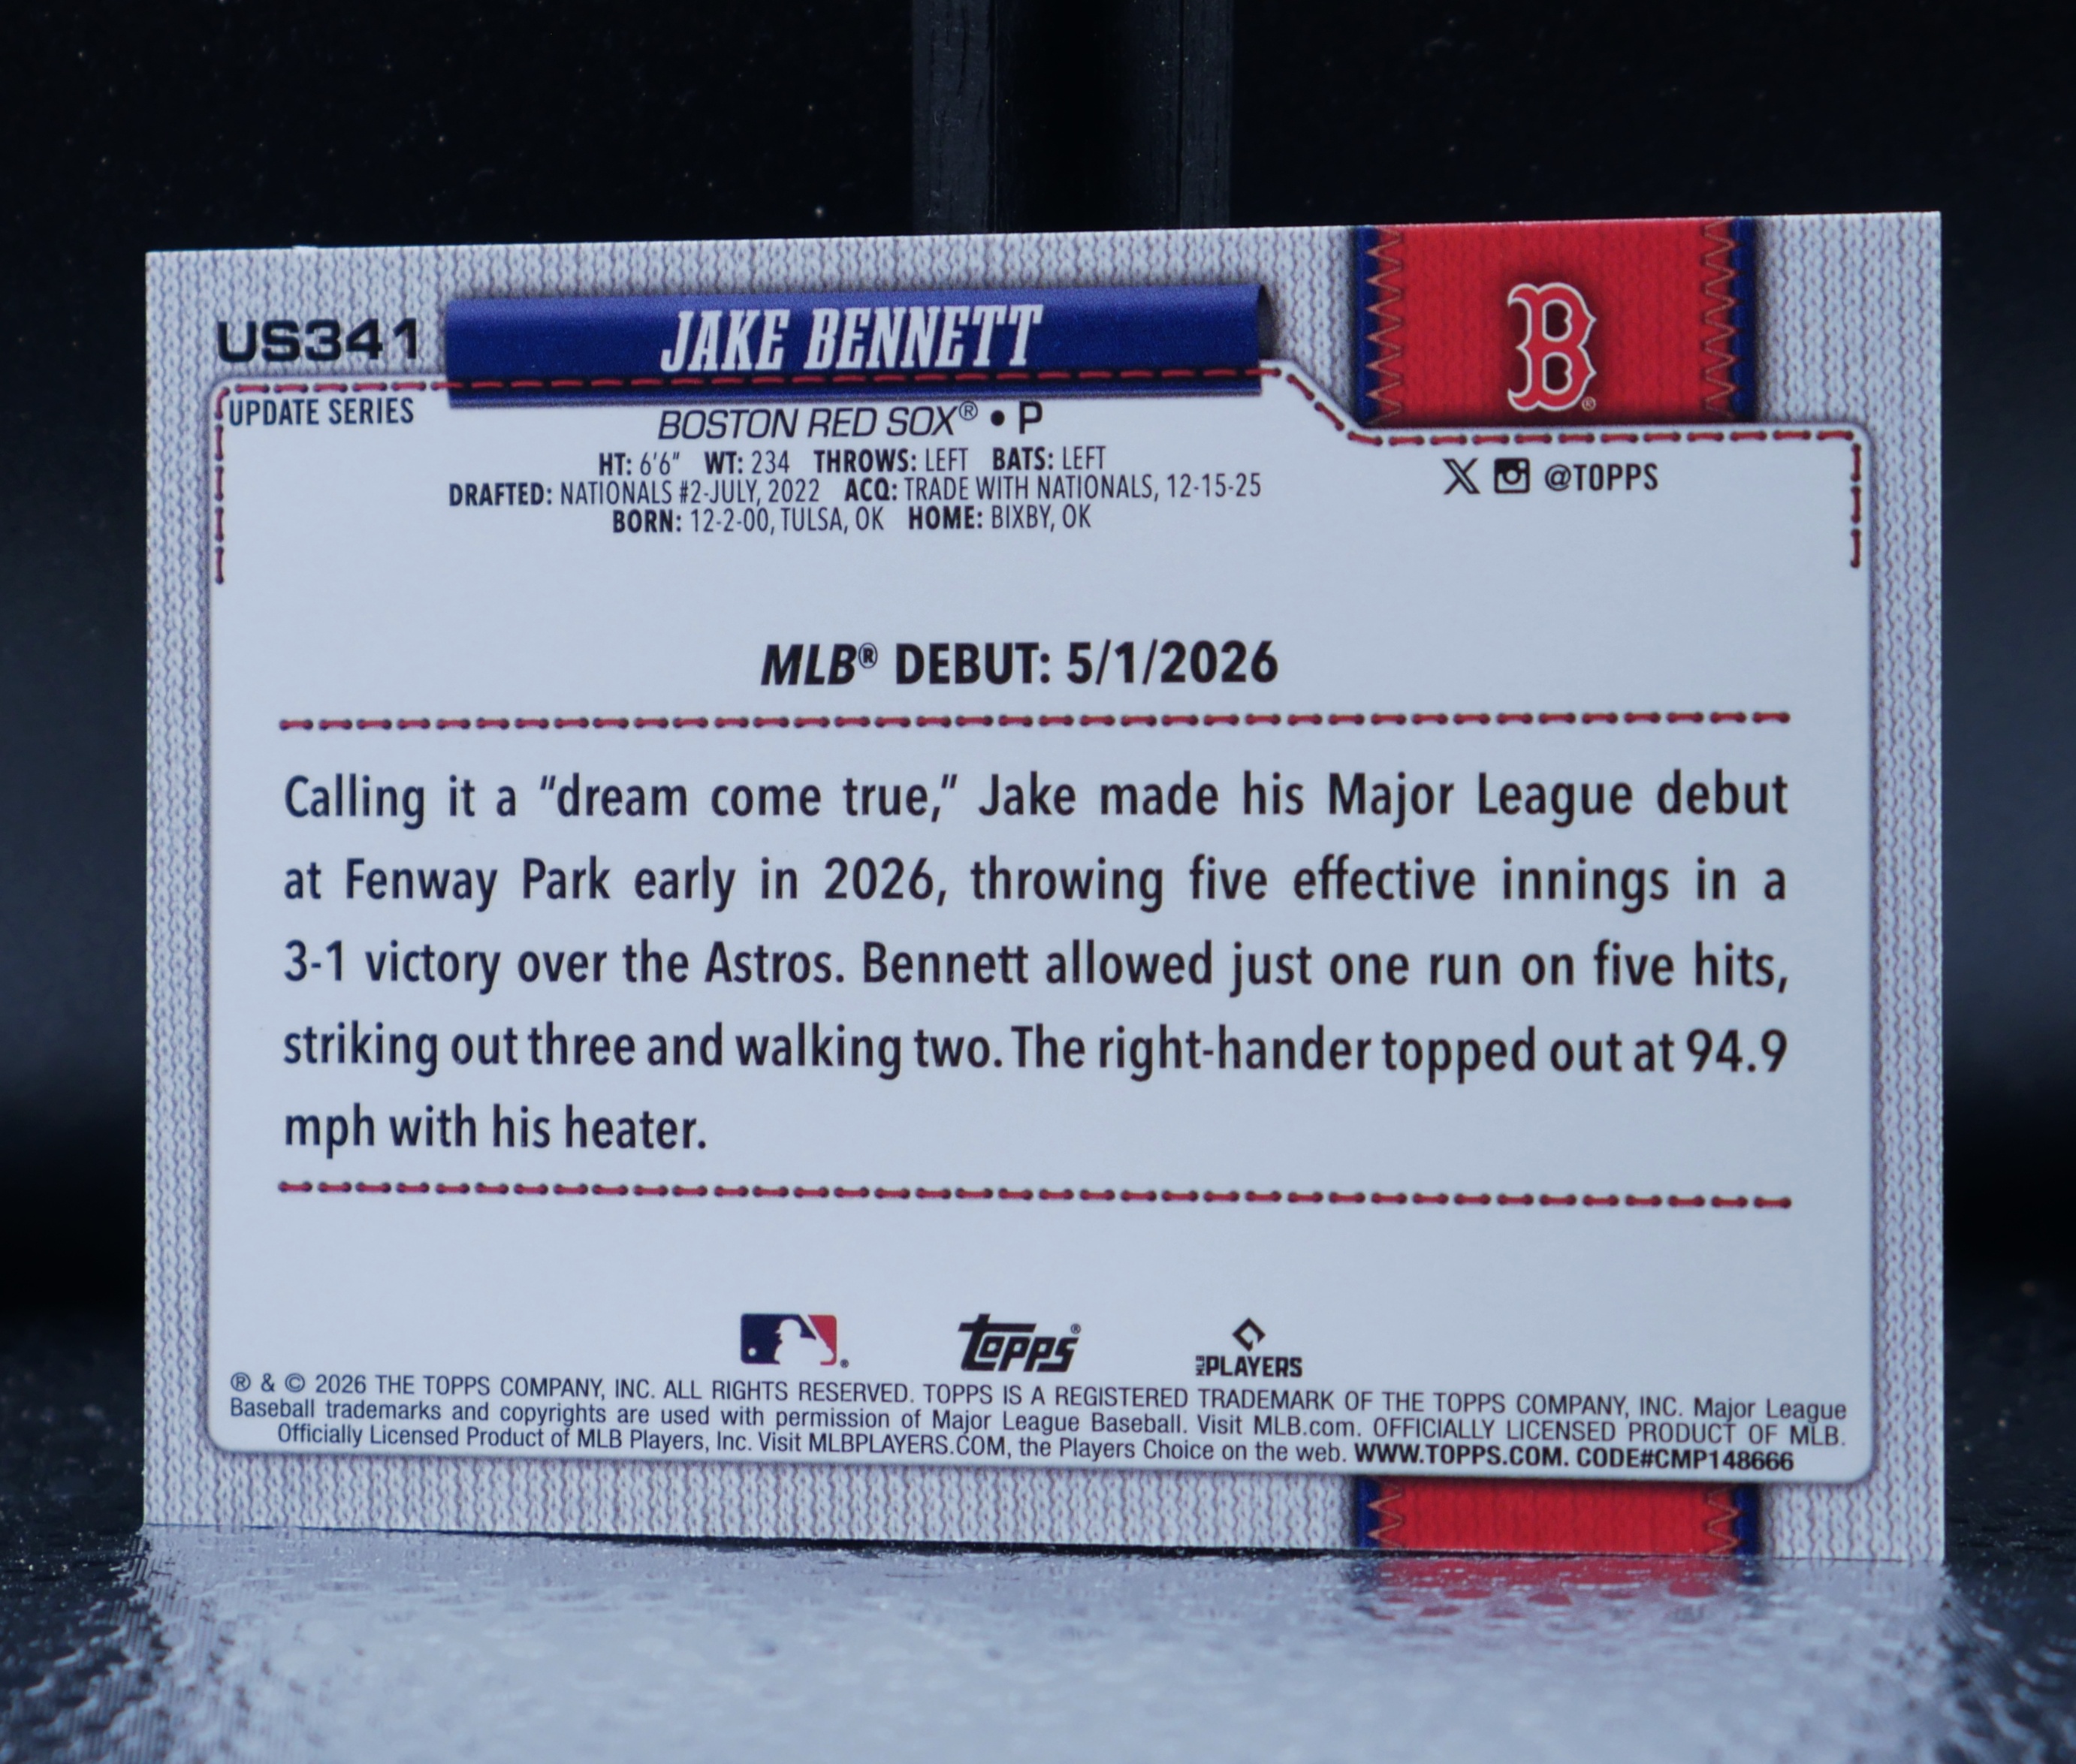 US341
JAKE BENNETT
B®
UPDATE SERIES
BOSTON RED SOX® • P
HT: 6'6" WT: 234 THROWS: LEFT BATS: LEFT
DRAFTED: NATIONALS #2-JULY, 2022 ACQ: TRADE WITH NATIONALS, 12-15-25
BORN: 12-2-00, TULSA, OK HOME: BIXBY, OK
X @TOPPS
MLB® DEBUT: 5/1/2026
Calling it a "dream come true," Jake made his Major League debut
at Fenway Park early in 2026, throwing five effective innings in a
3-1 victory over the Astros. Bennett allowed just one run on five hits,
striking out three and walking two. The right-hander topped out at 94.9
mph with his heater.
®
Topps®
MLB PLAYERS
® & © 2026 THE TOPPS COMPANY, INC. ALL RIGHTS RESERVED. TOPPS IS A REGISTERED TRADEMARK OF THE TOPPS COMPANY, INC. Major League
Baseball trademarks and copyrights are used with permission of Major League Baseball. Visit MLB.com. OFFICIALLY LICENSED PRODUCT OF MLB.
Officially Licensed Product of MLB Players, Inc. Visit MLBPLAYERS.COM, the Players Choice on the web. WWW.TOPPS.COM. CODE#CMP148666